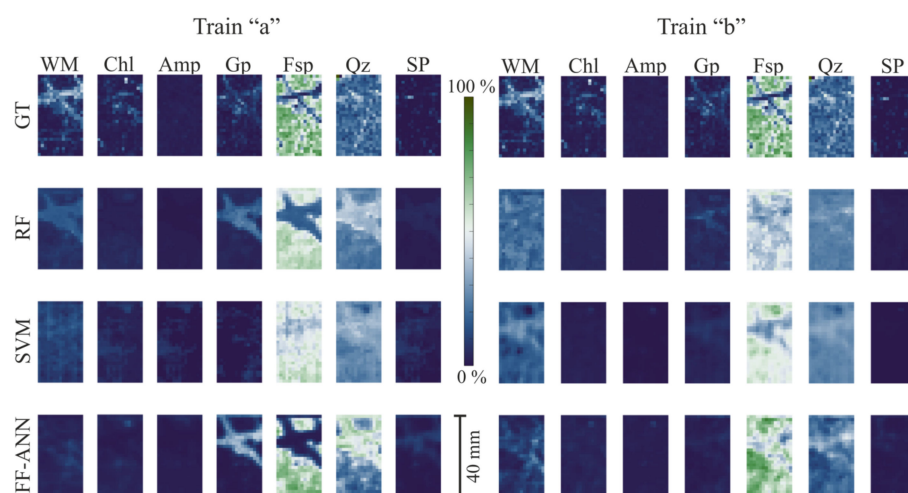 Train “a”
Train “b”
WM Chl Amp Gp Fsp Qz SP
WM Chl Amp Gp Fsp Qz SP
GT
100 %
RF
SVM
0 %
FF-ANN
40 mm